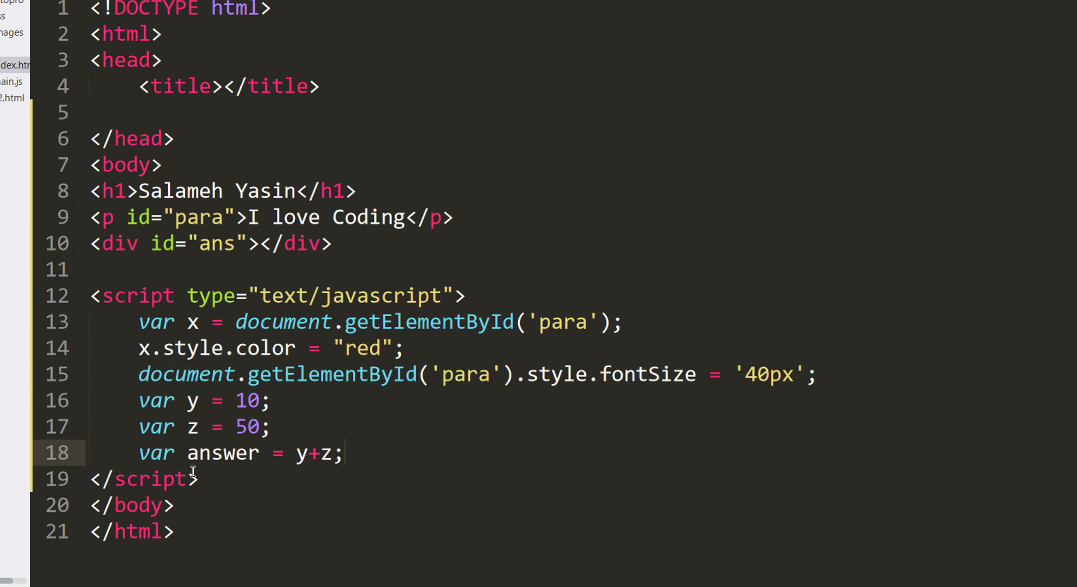 topro
ss
mages
dex.htm
ain.js
2.html
1 <!DOCTYPE html>
2 <html>
3 <head>
4     <title></title>
5
6 </head>
7 <body>
8 <h1>Salameh Yasin</h1>
9 <p id="para">I love Coding</p>
10 <div id="ans"></div>
11
12 <script type="text/javascript">
13     var x = document.getElementById('para');
14     x.style.color = "red";
15     document.getElementById('para').style.fontSize = '40px';
16     var y = 10;
17     var z = 50;
18     var answer = y+z;
19 </script>
20 </body>
21 </html>